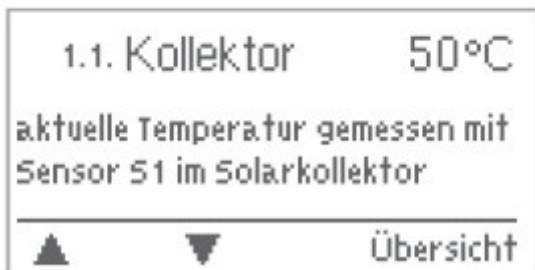 1.1. Kollektor 50°C
aktuelle Temperatur gemessen mit
Sensor S1 im Solarkollektor
▲ ▼ Übersicht